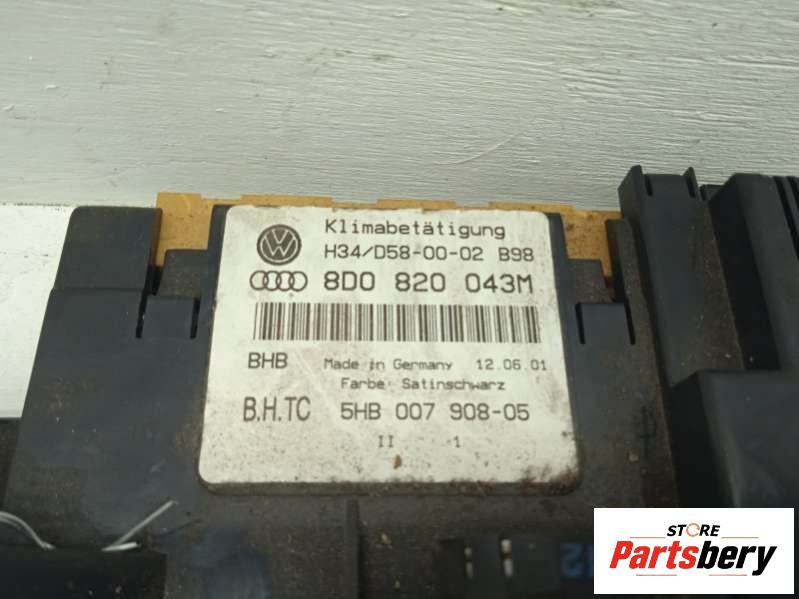 Klimabetätigung
H34/D58-00-02 B98
8D0 820 043M
BHB Made in Germany 12.06.01
Farbe: Satinschwarz
B.H.TC 5HB 007 908-05
II -1
STORE
Partsbery